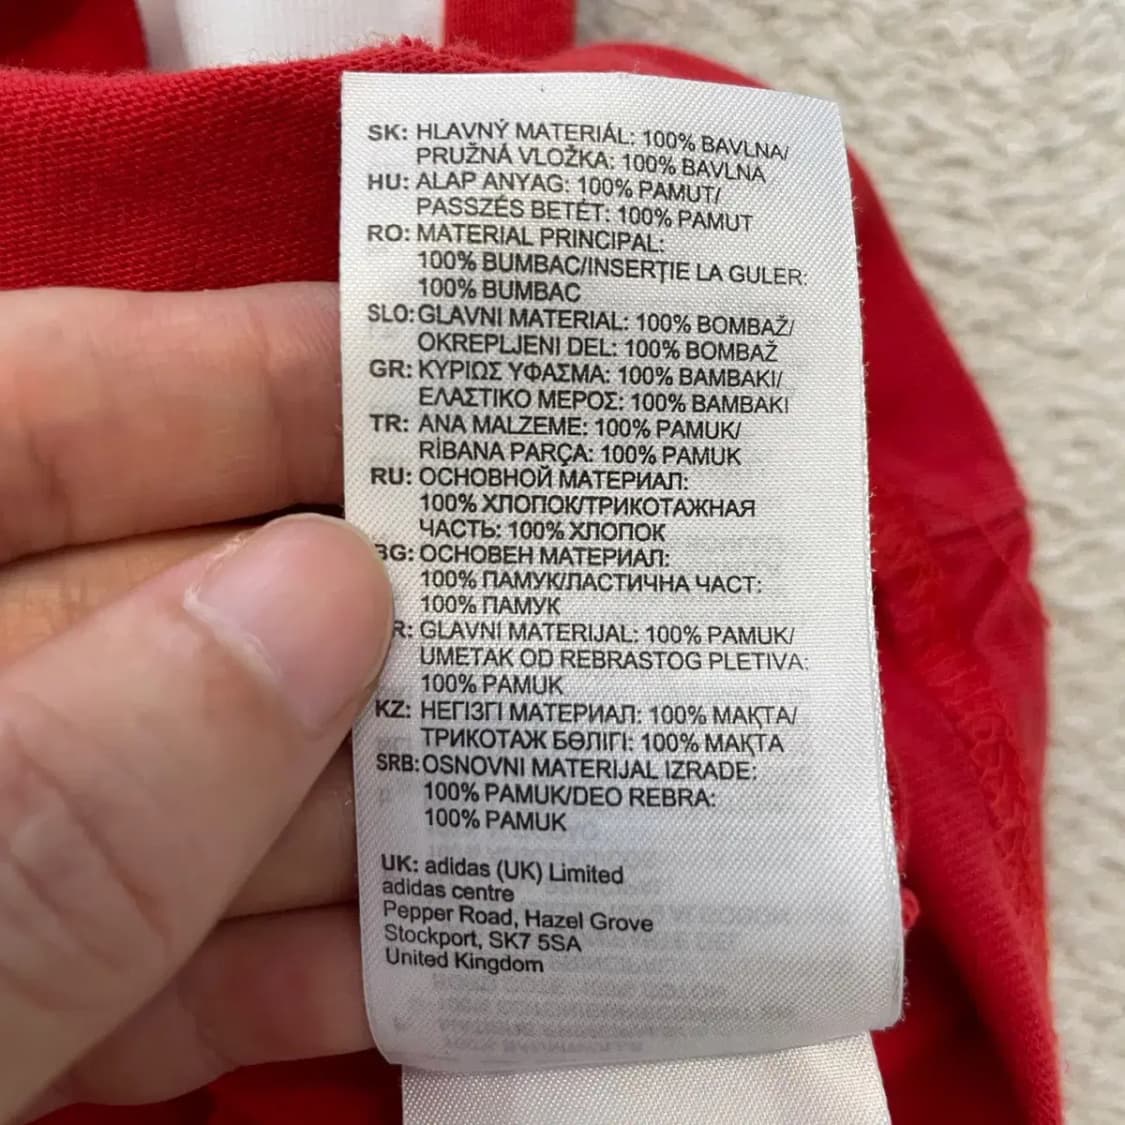 SK: HLAVNÝ MATERIÁL: 100% BAVLNA/
PRUŽNÁ VLOŽKA: 100% BAVLNA
HU: ALAP ANYAG: 100% PAMUT/
PASSZÉS BETÉT: 100% PAMUT
RO: MATERIAL PRINCIPAL:
100% BUMBAC/INSERȚIE LA GULER:
100% BUMBAC
SLO: GLAVNI MATERIAL: 100% BOMBAŽ/
OKREPLJENI DEL: 100% BOMBAŽ
GR: ΚΥΡΙΩΣ ΥΦΑΣΜΑ: 100% ΒΑΜΒΑΚΙ/
ΕΛΑΣΤΙΚΟ ΜΕΡΟΣ: 100% ΒΑΜΒΑΚΙ
TR: ANA MALZEME: 100% PAMUK/
RİBANA PARÇA: 100% PAMUK
RU: ОСНОВНОЙ МАТЕРИАЛ:
100% ХЛОПОК/ТРИКОТАЖНАЯ
ЧАСТЬ: 100% ХЛОПОК
BG: ОСНОВЕН МАТЕРИАЛ:
100% ПАМУК/ЛАСТИЧНА ЧАСТ:
100% ПАМУК
R: GLAVNI MATERIJAL: 100% PAMUK/
UMETAK OD REBRASTOG PLETIVA:
100% PAMUK
KZ: НЕГІЗГІ МАТЕРИАЛ: 100% МАҚТА/
ТРИКОТАЖ БӨЛІГІ: 100% МАҚТА
SRB: OSNOVNI MATERIJAL IZRADE:
100% PAMUK/DEO REBRA:
100% PAMUK
UK: adidas (UK) Limited
adidas centre
Pepper Road, Hazel Grove
Stockport, SK7 5SA
United Kingdom